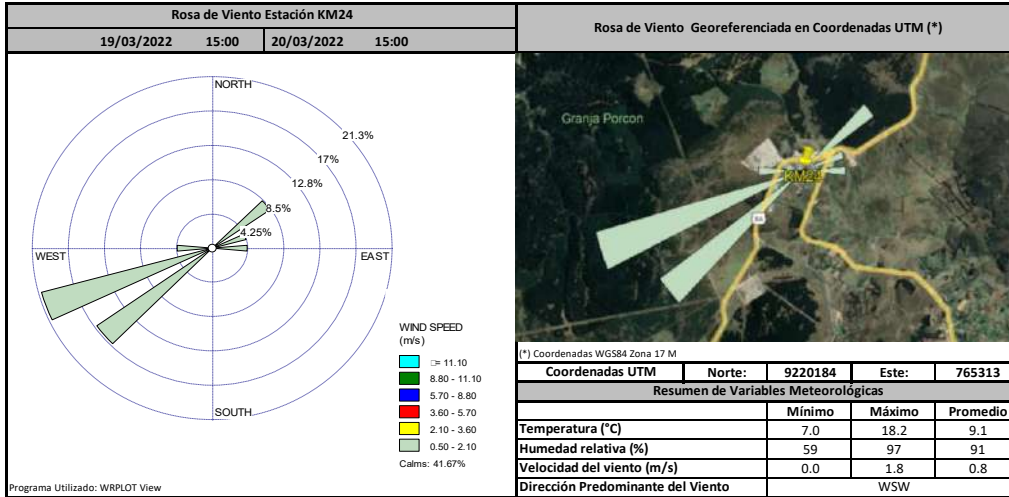 Rosa de Viento Estación KM24
19/03/2022 15:00 20/03/2022 15:00
NORTH
21.3%
17%
12.8%
8.5%
4.25%
WEST
EAST
SOUTH
WIND SPEED
(m/s)
□= 11.10
8.80 - 11.10
5.70 - 8.80
3.60 - 5.70
2.10 - 3.60
0.50 - 2.10
Calms: 41.67%
Programa Utilizado: WRPLOT View
Rosa de Viento Georeferenciada en Coordenadas UTM (*)
Granja Porcon
KM24
(*) Coordenadas WGS84 Zona 17 M
Coordenadas UTM Norte: 9220184 Este: 765313
Resumen de Variables Meteorológicas
Mínimo Máximo Promedio
Temperatura (°C) 7.0 18.2 9.1
Humedad relativa (%) 59 97 91
Velocidad del viento (m/s) 0.0 1.8 0.8
Dirección Predominante del Viento WSW